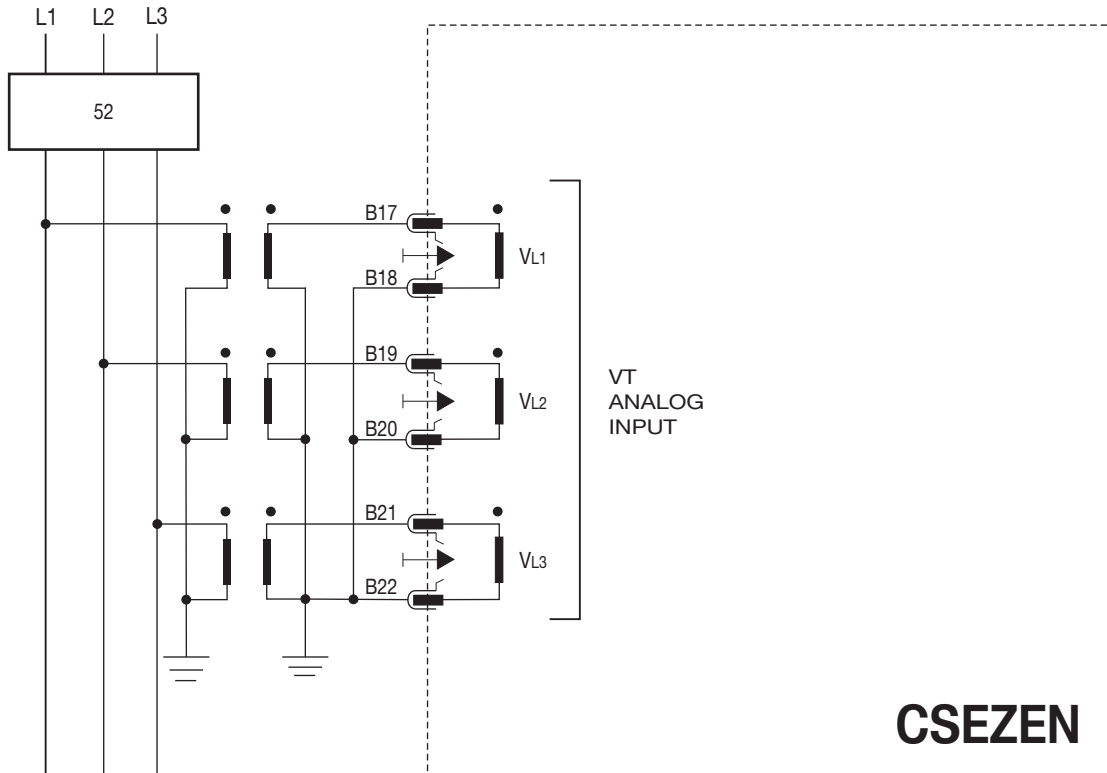 L1 L2 L3
52
B17
VL1
B18
B19
VL2
B20
B21
VL3
B22
VT
ANALOG
INPUT
CSEZEN